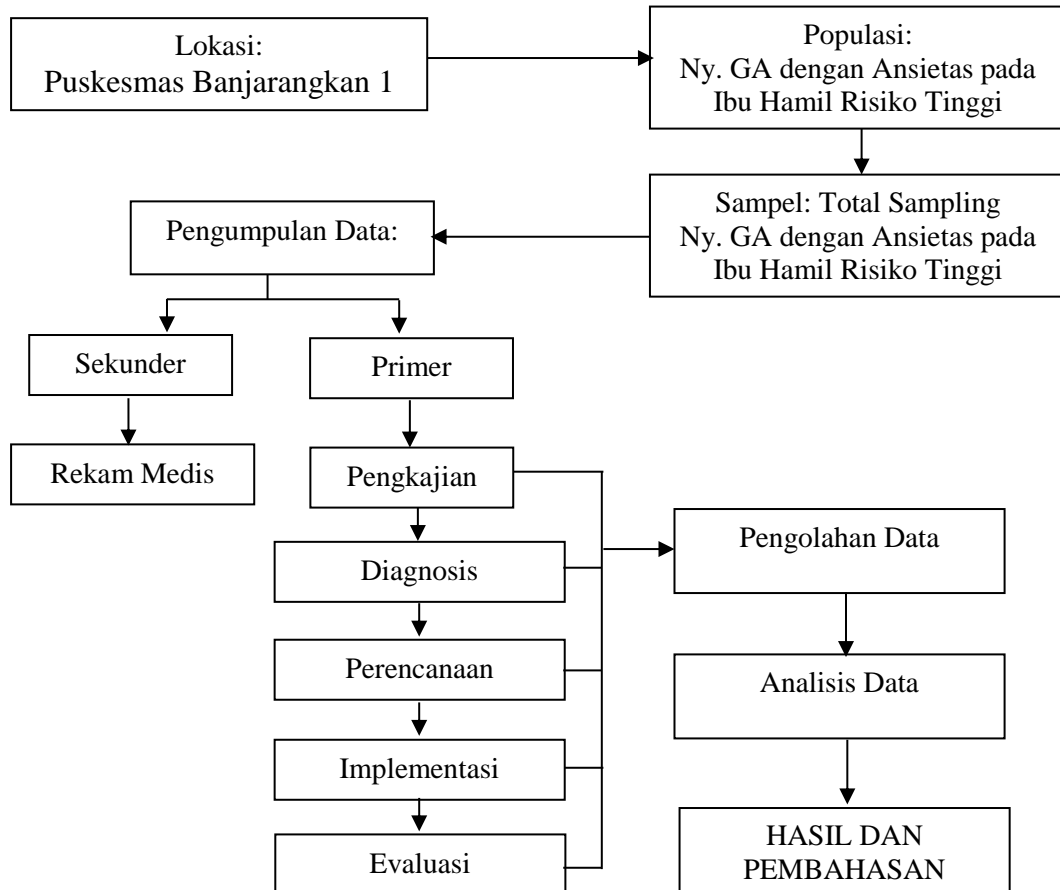 Lokasi:
Puskesmas Banjarangkan 1
Populasi:
Ny. GA dengan Ansietas pada
Ibu Hamil Risiko Tinggi
Sampel: Total Sampling
Ny. GA dengan Ansietas pada
Ibu Hamil Risiko Tinggi
Pengumpulan Data:
Sekunder
Primer
Rekam Medis
Pengkajian
Diagnosis
Perencanaan
Implementasi
Evaluasi
Pengolahan Data
Analisis Data
HASIL DAN
PEMBAHASAN